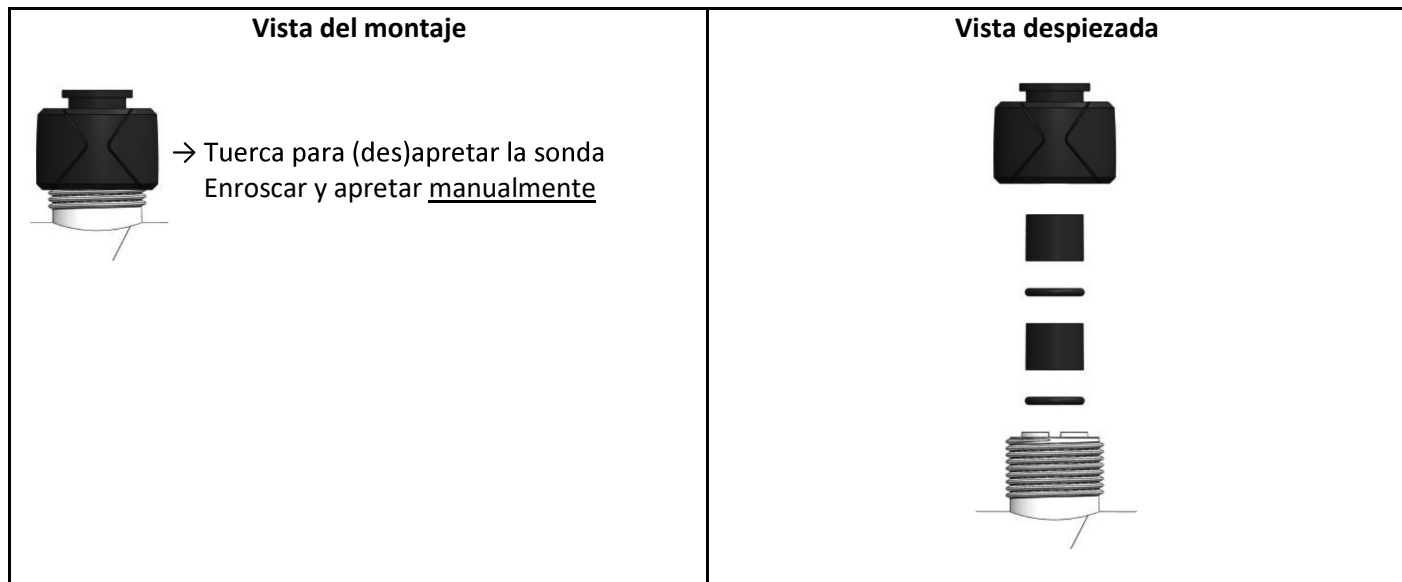 Vista del montaje
Vista despiezada
→ Tuerca para (des)apretar la sonda
Enroscar y apretar manualmente